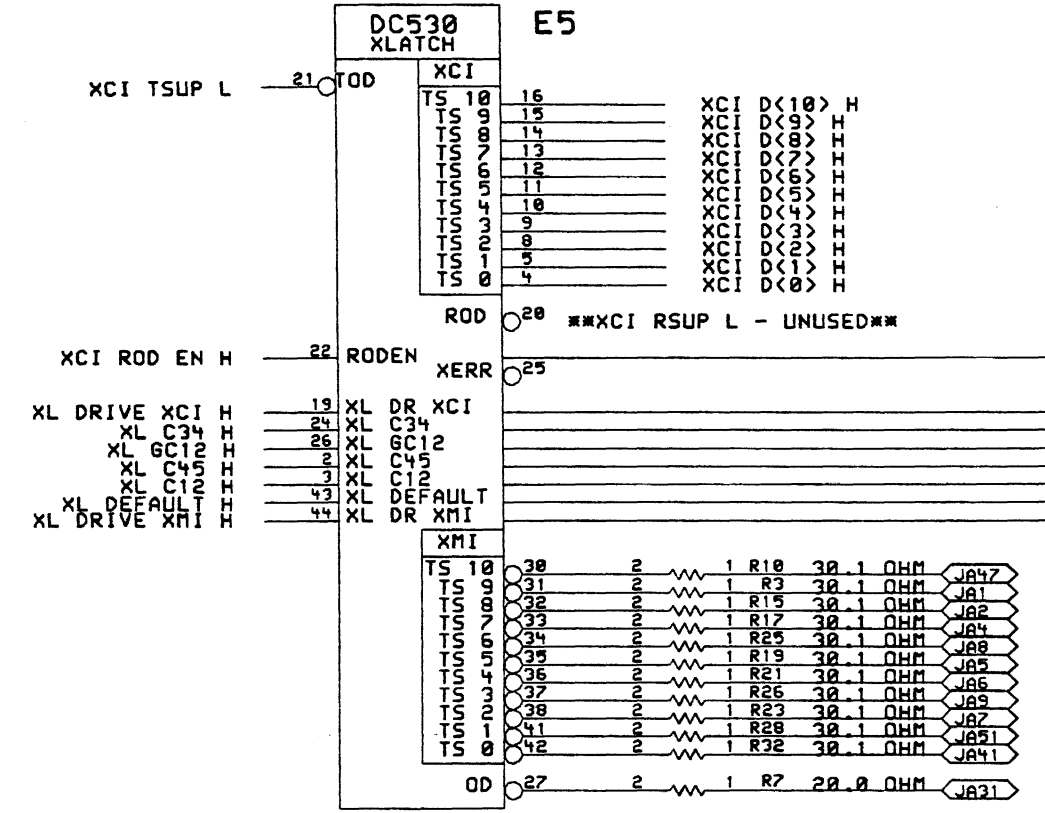 DC530 E5
XLATCH
XCI
XCI TSUP L 21 TOD
TS 10 16 XCI D<10> H
TS 9 15 XCI D<9> H
TS 8 14 XCI D<8> H
TS 7 13 XCI D<7> H
TS 6 12 XCI D<6> H
TS 5 11 XCI D<5> H
TS 4 10 XCI D<4> H
TS 3 9 XCI D<3> H
TS 2 8 XCI D<2> H
TS 1 5 XCI D<1> H
TS 0 4 XCI D<0> H
ROD 20 **XCI RSUP L - UNUSED**
XCI ROD EN H 22 RODEN
XERR 25
XL DRIVE XCI H 19 XL DR XCI
XL C34 H 24 XL C34
XL GC12 H 26 XL GC12
XL C45 H 2 XL C45
XL C12 H 3 XL C12
XL DEFAULT H 43 XL DEFAULT
XL DRIVE XMI H 44 XL DR XMI
XMI
TS 10 30 2 1 R10 30.1 OHM JA47
TS 9 31 2 1 R3 30.1 OHM JA1
TS 8 32 2 1 R15 30.1 OHM JA2
TS 7 33 2 1 R17 30.1 OHM JA4
TS 6 34 2 1 R25 30.1 OHM JA8
TS 5 35 2 1 R19 30.1 OHM JA5
TS 4 36 2 1 R21 30.1 OHM JA6
TS 3 37 2 1 R26 30.1 OHM JA9
TS 2 38 2 1 R23 30.1 OHM JA7
TS 1 41 2 1 R28 30.1 OHM JA51
TS 0 42 2 1 R32 30.1 OHM JA41
OD 27 2 1 R7 20.0 OHM JA31